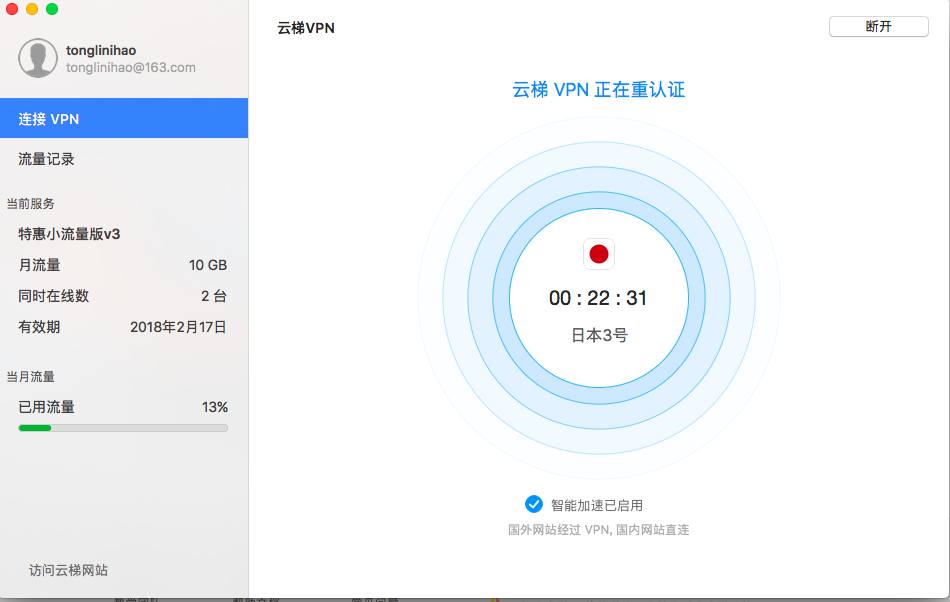 tonglinihao
tonglinihao@163.com
连接 VPN
流量记录
当前服务
特惠小流量版v3
月流量 10 GB
同时在线数 2 台
有效期 2018年2月17日
当月流量
已用流量 13%
访问云梯网站
云梯VPN
断开
云梯 VPN 正在重认证
00 : 22 : 31
日本3号
智能加速已启用
国外网站经过 VPN, 国内网站直连